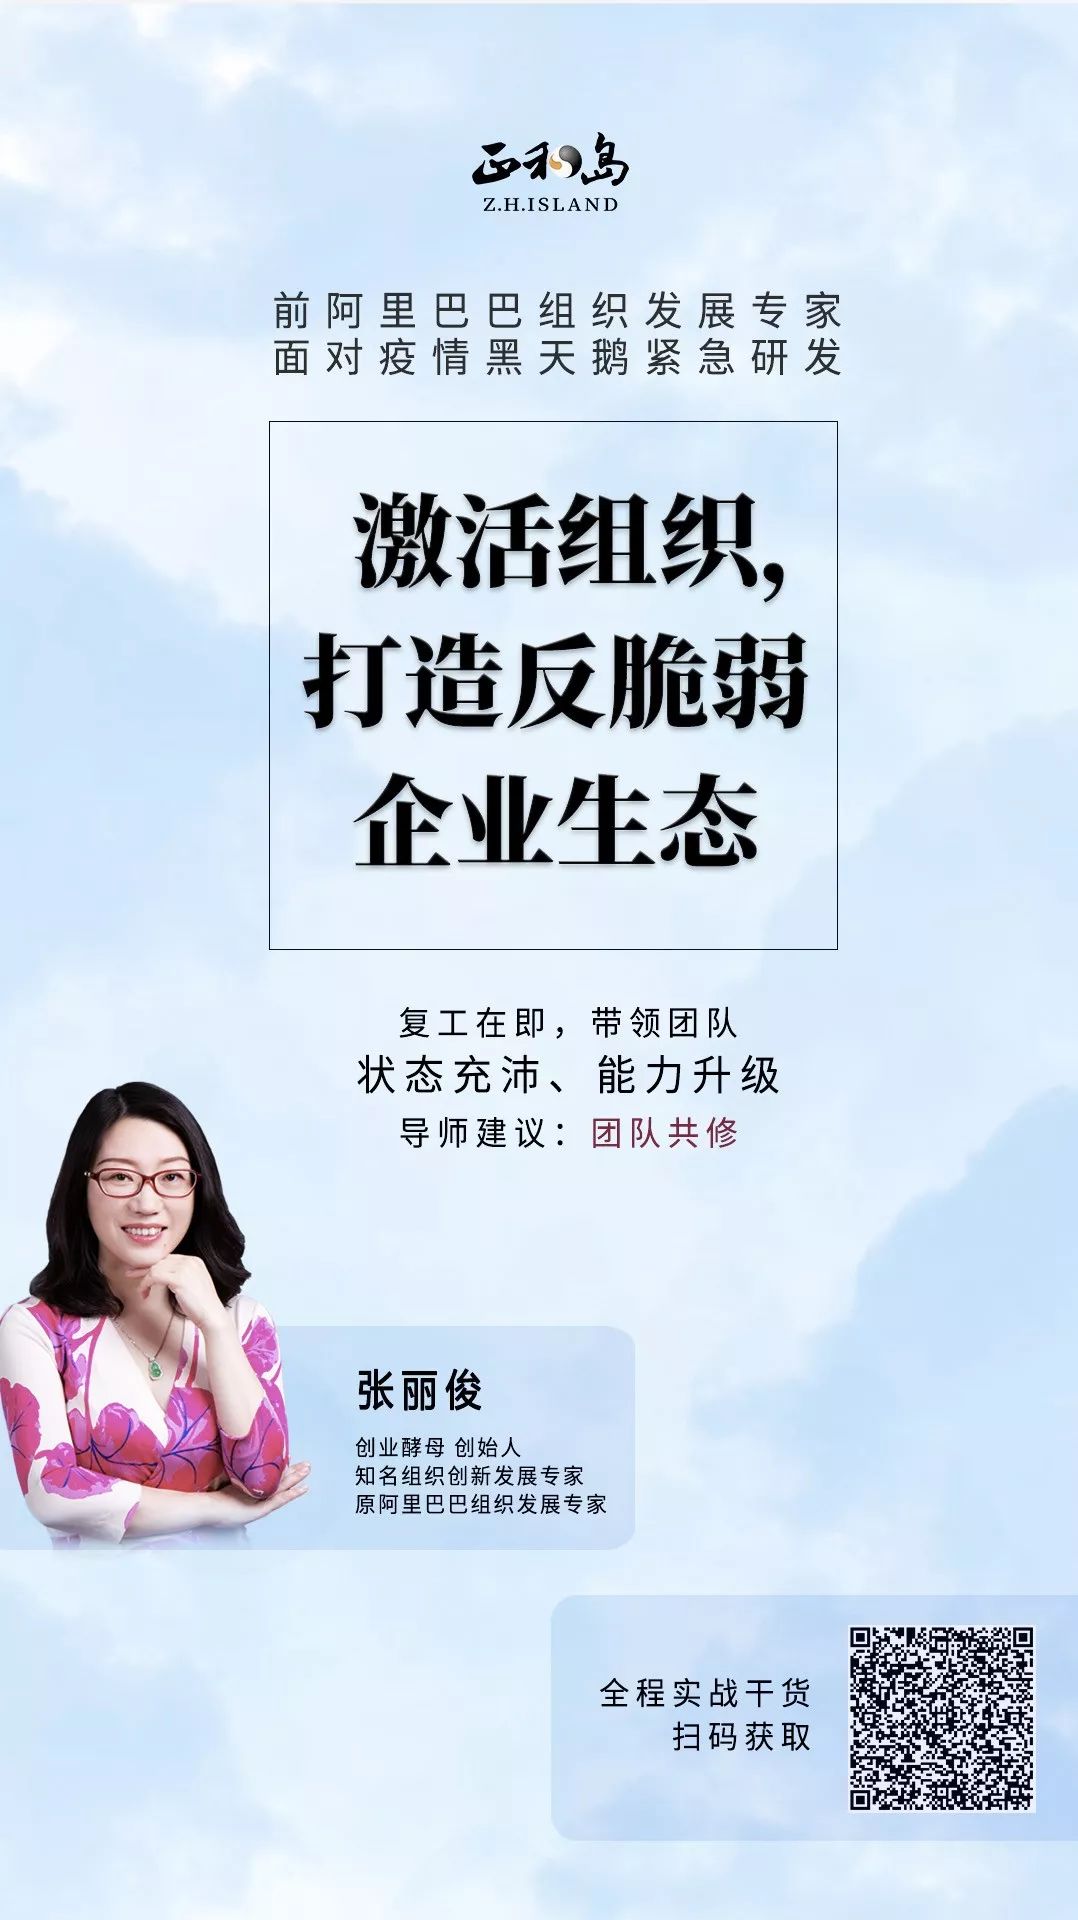 正和岛
Z.H.ISLAND
前阿里巴巴组织发展专家
面对疫情黑天鹅紧急研发
激活组织,
打造反脆弱
企业生态
复工在即，带领团队
状态充沛、能力升级
导师建议：团队共修
张丽俊
创业酵母 创始人
知名组织创新发展专家
原阿里巴巴组织发展专家
全程实战干货
扫码获取